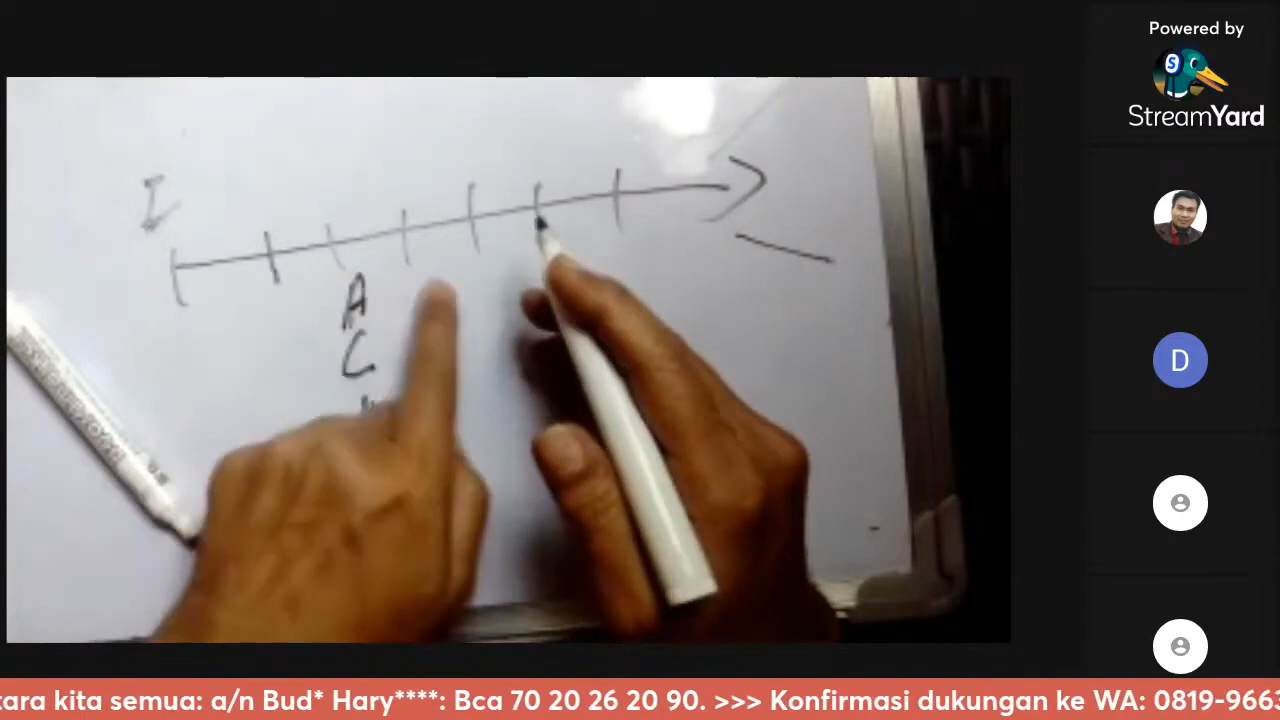 Powered by
S
StreamYard
I
A
C
D
tara kita semua: a/n Bud* Hary****: Bca 70 20 26 20 90. >>> Konfirmasi dukungan ke WA: 0819-9663